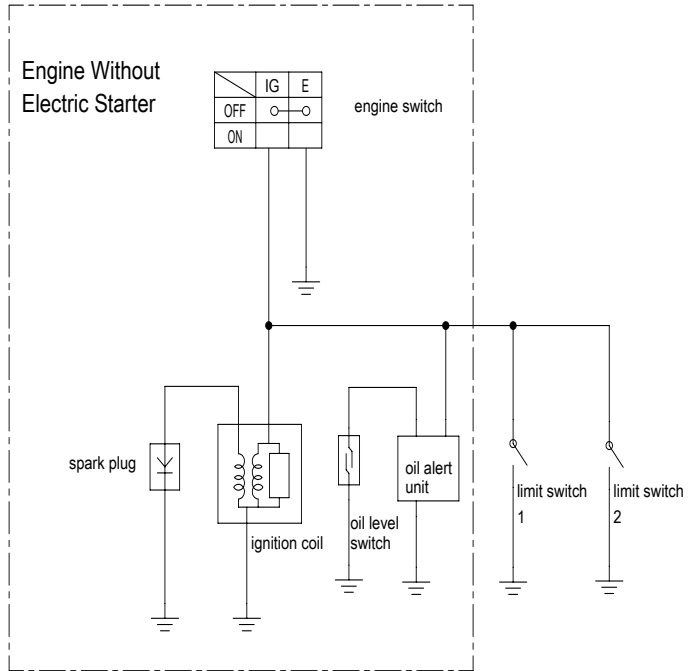 Engine Without
Electric Starter
IG E
OFF
ON
engine switch
spark plug
ignition coil
oil level
switch
oil alert
unit
limit switch
1
limit switch
2